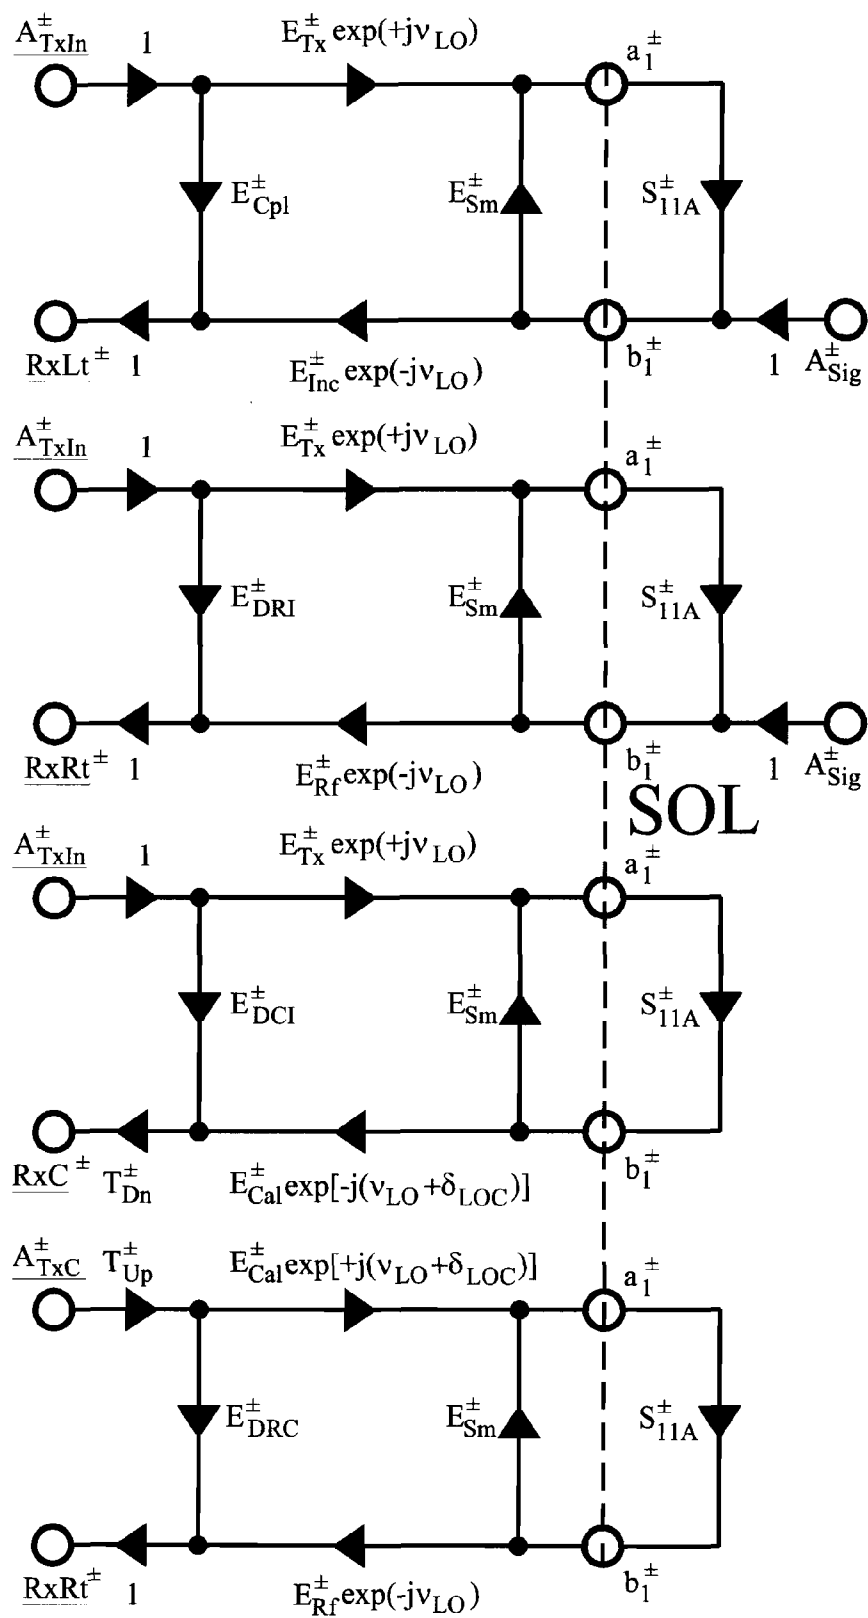 A±TxIn 1 E±Tx exp(+jνLO) a1±
E±Cpl E±Sm S±11A
RxLt± 1 E±Inc exp(-jνLO) b1± 1 A±Sig
A±TxIn 1 E±Tx exp(+jνLO) a1±
E±DRI E±Sm S±11A
RxRt± 1 E±Rf exp(-jνLO) b1± 1 A±Sig
SOL
A±TxIn 1 E±Tx exp(+jνLO) a1±
E±DCI E±Sm S±11A
RxC± T±Dn E±Cal exp[-j(νLO+δLOC)] b1±
A±TxC T±Up E±Cal exp[+j(νLO+δLOC)] a1±
E±DRC E±Sm S±11A
RxRt± 1 E±Rf exp(-jνLO) b1±